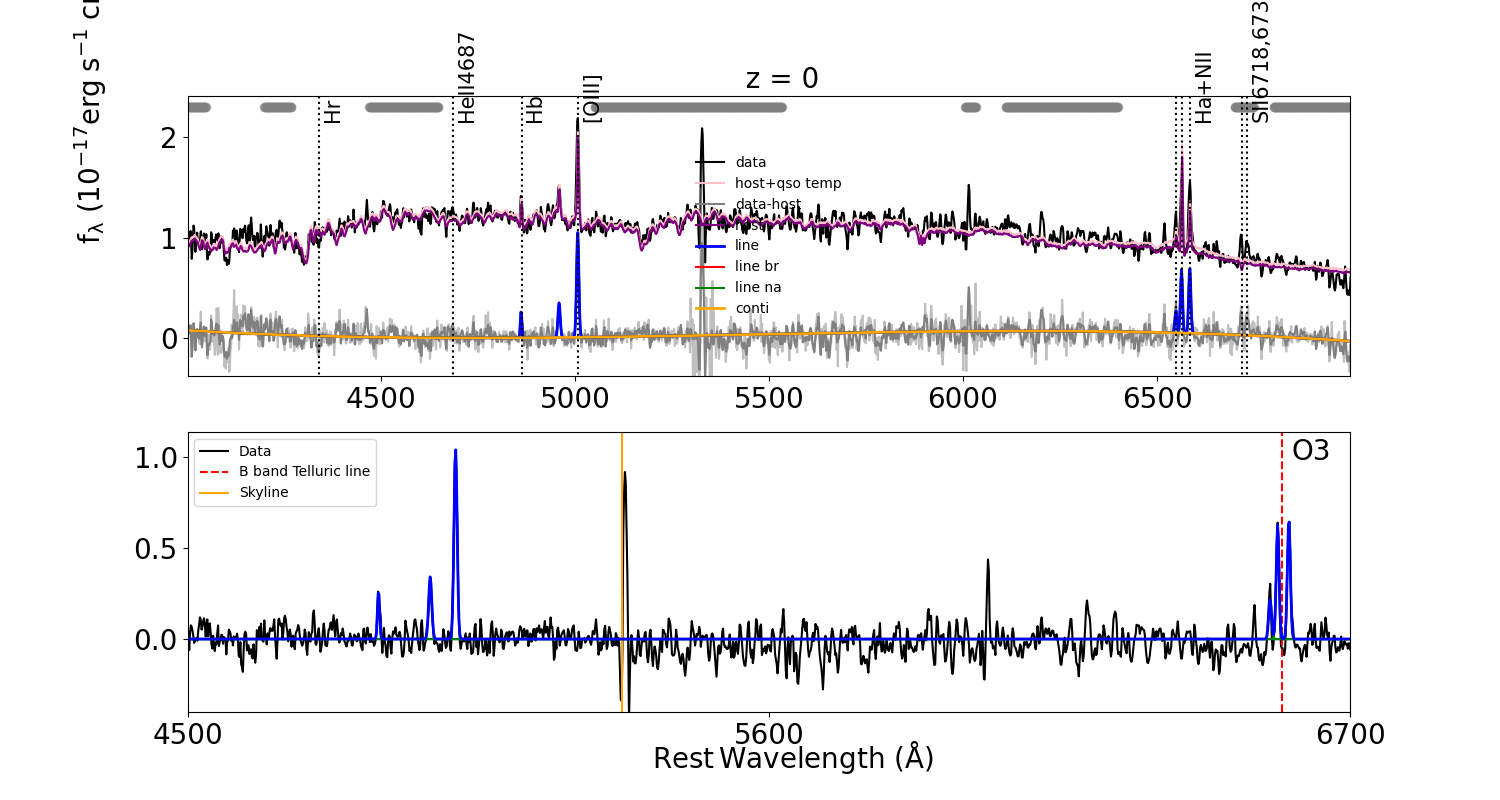 f_λ (10^−17 erg s^−1 c
z = 0
Hr
HeII4687
Hb
[OIII]
Ha+NII
SII6718,673
2
1
0
data
host+qso temp
data-host
line
line br
line na
conti
4500 5000 5500 6000 6500
1.0
0.5
0.0
Data
B band Telluric line
Skyline
O3
4500 5600 6700
Rest Wavelength (Å)